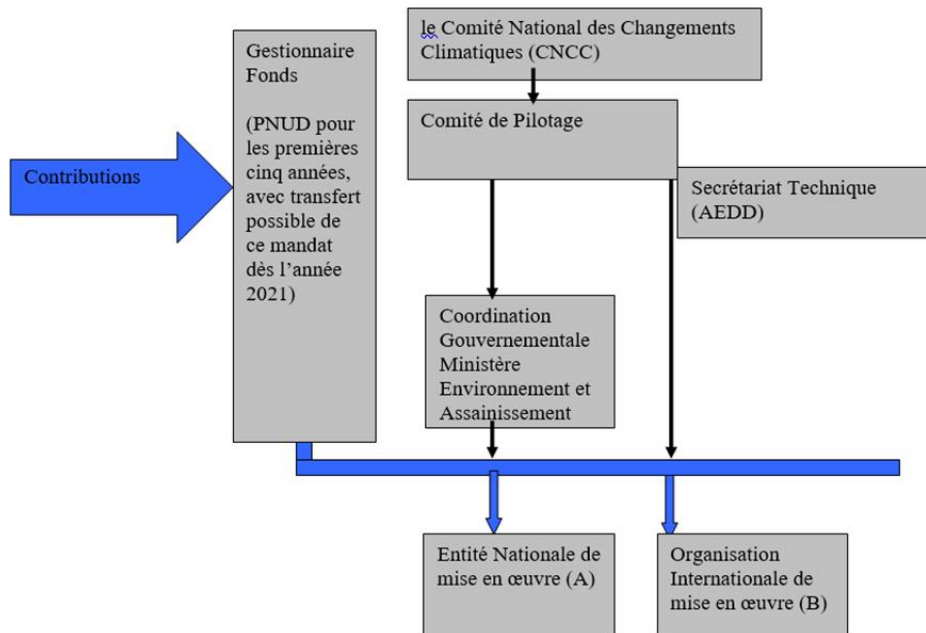 Contributions
Gestionnaire
Fonds
(PNUD pour
les premières
cinq années,
avec transfert
possible de
ce mandat
dès l’année
2021)
le Comité National des Changements
Climatiques (CNCC)
Comité de Pilotage
Secrétariat Technique
(AEDD)
Coordination
Gouvernementale
Ministère
Environnement et
Assainissement
Entité Nationale de
mise en œuvre (A)
Organisation
Internationale de
mise en œuvre (B)